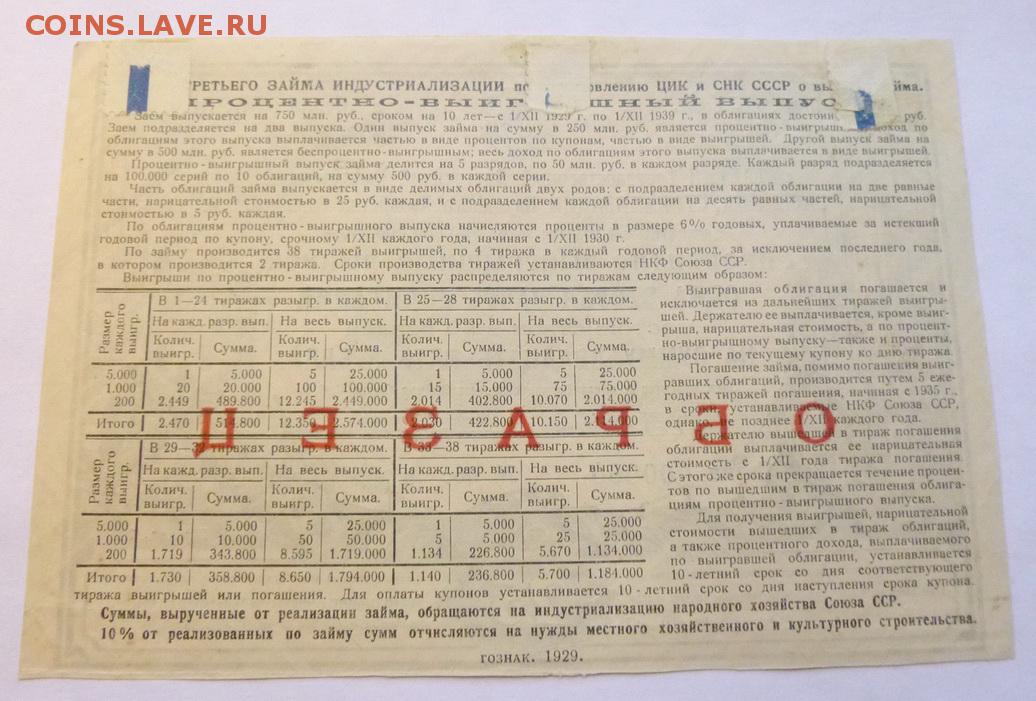 COINS.LAVE.RU
ТРЕТЬЕГО ЗАЙМА ИНДУСТРИАЛИЗАЦИИ по ЦИК и СНК СССР о
Заем выпускается на 750 млн. руб., сроком на 10 лет—с 1/XII 1929 г. по 1/XII 1939 г., в облигациях руб.
Заем подразделяется на два выпуска. Один выпуск займа на сумму в 250 млн. руб. является процентно-выигрышн доход по
облигациям этого выпуска выплачивается частью в виде процентов по купонам, частью в виде выигрышей. Другой выпуск займа на
сумму в 500 млн. руб. является беспроцентно-выигрышным; весь доход по облигациям этого выпуска выплачивается в виде выигрышей.
Процентно-выигрышный выпуск займа делится на 5 разрядов, по 50 млн. руб. в каждом разряде. Каждый разряд подразделяется
на 100.000 серий по 10 облигаций, на сумму 500 руб. в каждой серии.
Часть облигаций займа выпускается в виде делимых облигаций двух родов: с подразделением каждой облигации на две равные
части, нарицательной стоимостью в 25 руб. каждая, и с подразделением каждой облигации на десять равных частей, нарицательной
стоимостью в 5 руб. каждая.
По облигациям процентно-выигрышного выпуска начисляются проценты в размере 6% годовых, уплачиваемые за истекший
годовой период по купону, срочному 1/XII каждого года, начиная с 1/XII 1930 г.
По займу производится 38 тиражей выигрышей, по 4 тиража в каждый годовой период, за исключением последнего года,
в котором производится 2 тиража. Сроки производства тиражей устанавливаются НКФ Союза ССР.
Выигрыши по процентно-выигрышному выпуску распределяются по тиражам следующим образом:
Размер каждого выигр.
В 1—24 тиражах разыгр. в каждом. В 25—28 тиражах разыгр. в каждом.
На кажд. разр. вып. На весь выпуск. На кажд. разр. вып. На весь выпуск.
Колич. выигр. Сумма. Колич. выигр. Сумма. Колич. выигр. Сумма. Колич. выигр. Сумма.
5.000 1 5.000 5 25.000 1 5.000 5 25.000
1.000 20 20.000 100 100.000 15 15.000 75 75.000
200 2.449 489.800 12.245 2.449.000 2.014 402.800 10.070 2.014.000
Итого 2.470 514.800 12.350 2.574.000 2.030 422.800 10.150 2.114.000
Размер каждого выигр.
В 29—32 тиражах разыгр. в каждом. В 33—38 тиражах разыгр. в каждом.
На кажд. разр. вып. На весь выпуск. На кажд. разр. вып. На весь выпуск.
Колич. выигр. Сумма. Колич. выигр. Сумма. Колич. выигр. Сумма. Колич. выигр. Сумма.
5.000 1 5.000 5 25.000 1 5.000 5 25.000
1.000 10 10.000 50 50.000 5 5.000 25 25.000
200 1.719 343.800 8.595 1.719.000 1.134 226.800 5.670 1.134.000
Итого 1.730 358.800 8.650 1.794.000 1.140 236.800 5.700 1.184.000
Выигравшая облигация погашается и
исключается из дальнейших тиражей выигры-
шей. Держателю ее выплачивается, кроме выиг-
рыша, нарицательная стоимость, а по процент-
но-выигрышному выпуску—также и проценты,
наросшие по текущему купону ко дню тиража.
Погашение займа, помимо погашения выиг-
равших облигаций, производится путем 5 еже-
годных тиражей погашения, начиная с 1935 г.,
в сроки, устанавливаемые НКФ Союза ССР,
однако, не позднее 1/XII каждого года.
Держателю вышедшей в тираж погашения
облигации выплачивается ее нарицательная
стоимость с 1/XII года тиража погашения.
С этого же срока прекращается течение процен-
тов по вышедшим в тираж погашения облига-
циям процентно-выигрышного выпуска.
Для получения выигрышей, нарицательной
стоимости вышедших в тираж облигаций,
а также процентного дохода, выплачиваемого
по выигравшей облигации, устанавливается
10-летний срок со дня соответствующего
тиража выигрышей или погашения. Для оплаты купонов устанавливается 10-летний срок со дня наступления срока купона.
Суммы, вырученные от реализации займа, обращаются на индустриализацию народного хозяйства Союза ССР.
10% от реализованных по займу сумм отчисляются на нужды местного хозяйственного и культурного строительства.
ГОЗНАК. 1929.